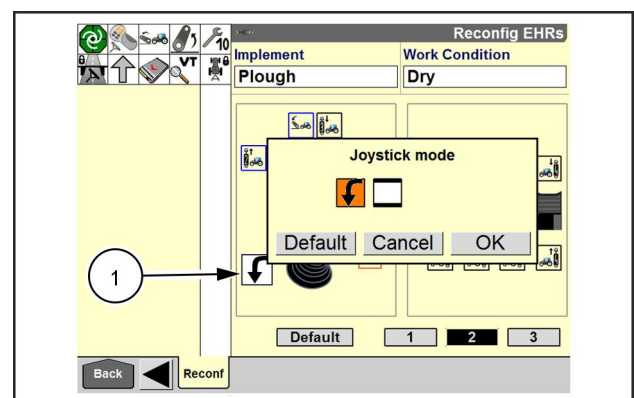 Reconfig EHRs
10
VT
Implement
Work Condition
Plough
Dry
Joystick mode
Default Cancel OK
1
Default 1 2 3
Back
Reconf